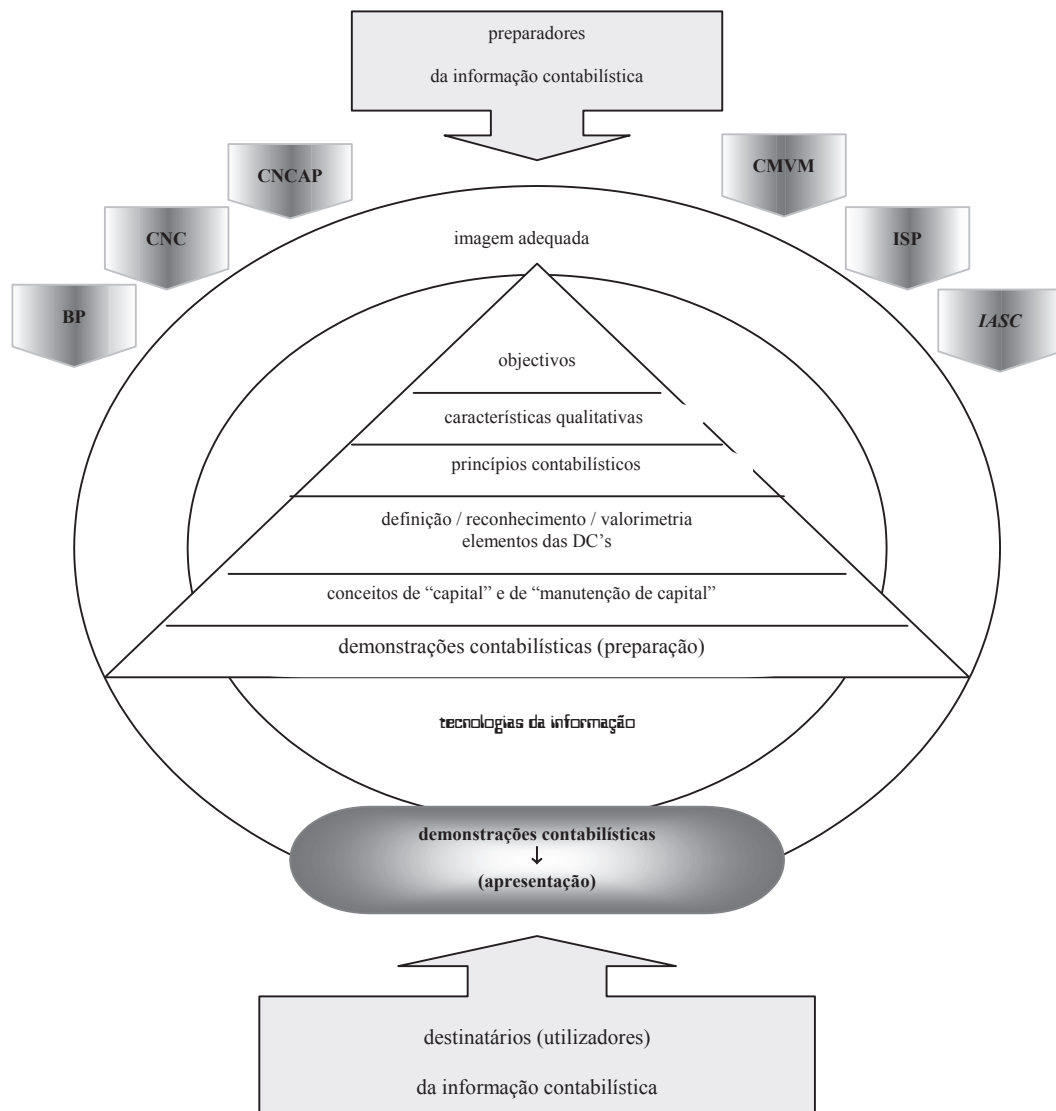 preparadores
da informação contabilística
CNCAP
CMVM
CNC
ISP
BP
IASC
imagem adequada
objectivos
características qualitativas
princípios contabilísticos
definição / reconhecimento / valorimetria
elementos das DC's
conceitos de “capital” e de “manutenção de capital”
demonstrações contabilísticas (preparação)
tecnologias da informação
demonstrações contabilísticas
↓
(apresentação)
destinatários (utilizadores)
da informação contabilística